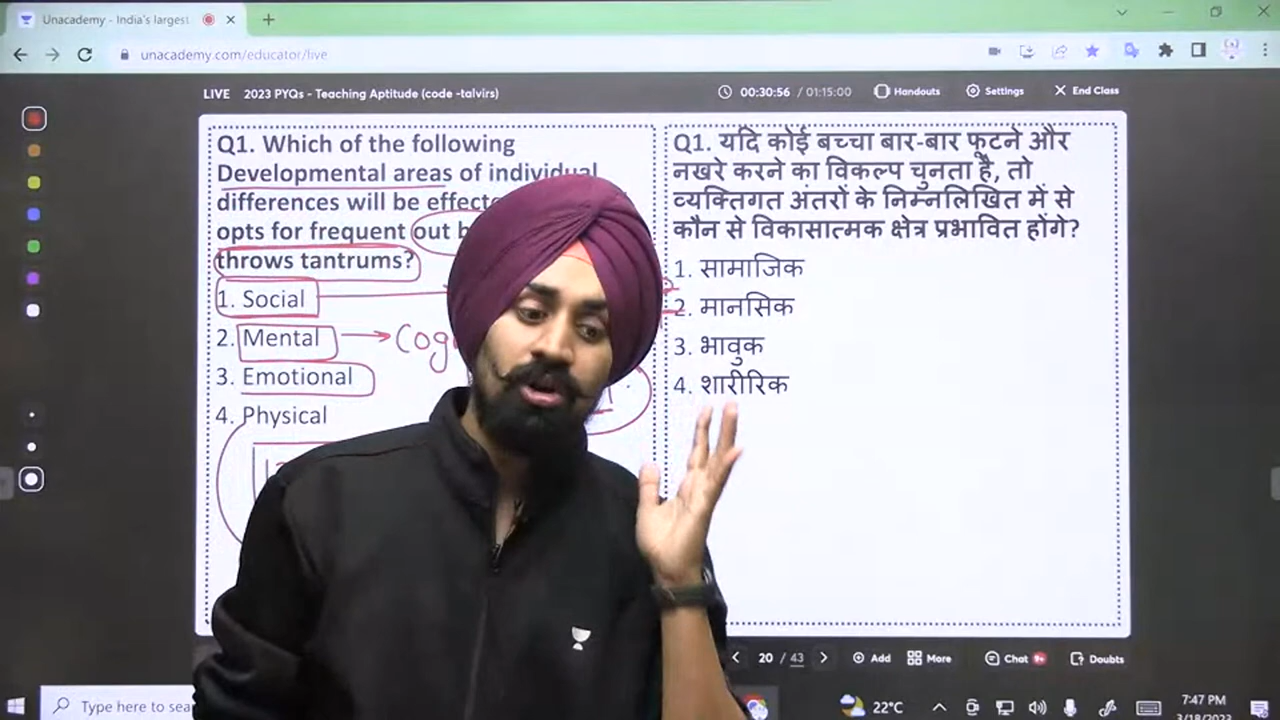 Unacademy - India's largest
unacademy.com/educator/live
LIVE 2023 PYQs - Teaching Aptitude (code -talvirs)
00:30:56 / 01:15:00
Handouts
Settings
End Class
Q1. Which of the following
Developmental areas of individual
differences will be
opts for frequent out
throws tantrums?
1. Social
2. Mental
3. Emotional
4. Physical
Q1. यदि कोई बच्चा बार-बार फूटने और
नखरे करने का विकल्प चुनता है, तो
व्यक्तिगत अंतरों के निम्नलिखित में से
कौन से विकासात्मक क्षेत्र प्रभावित होंगे?
1. सामाजिक
2. मानसिक
3. भावुक
4. शारीरिक
20 / 43
Add
More
Chat 9+
Doubts
Type here to
22°C
7:47 PM
3/18/2023